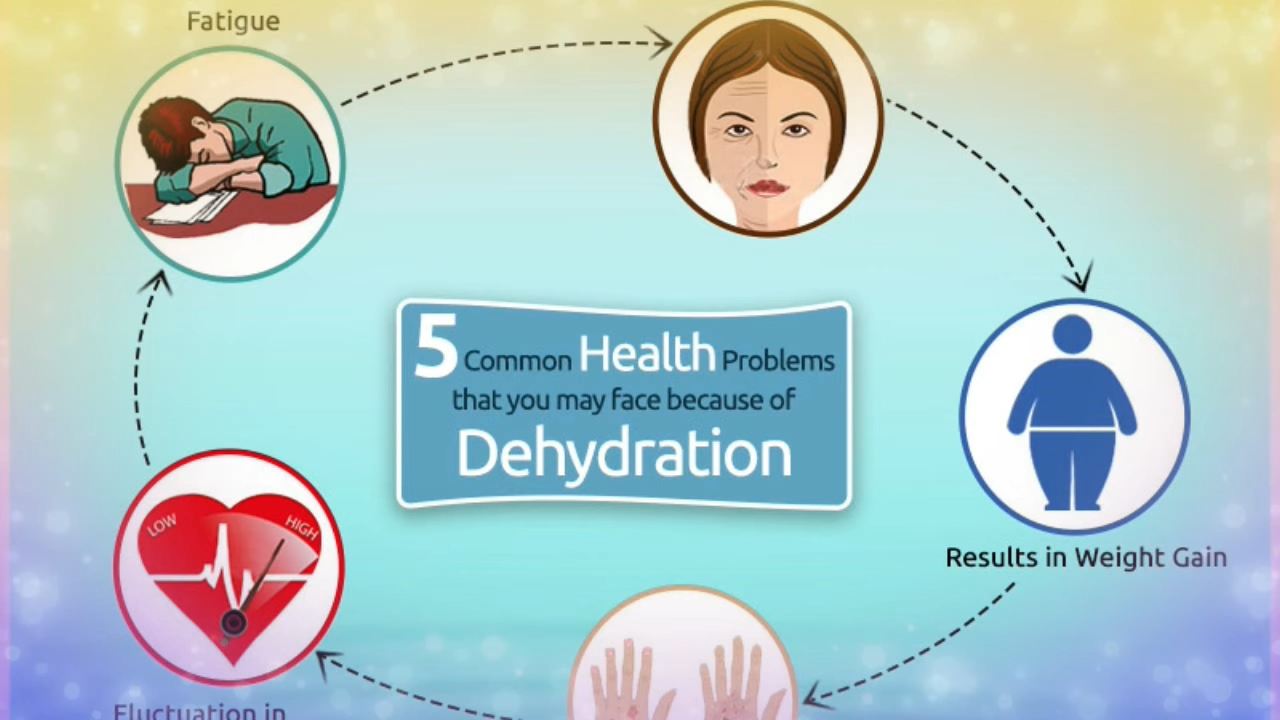 Fatigue
5 Common Health Problems
that you may face because of
Dehydration
LOW
HIGH
Results in Weight Gain
Fluctuation in